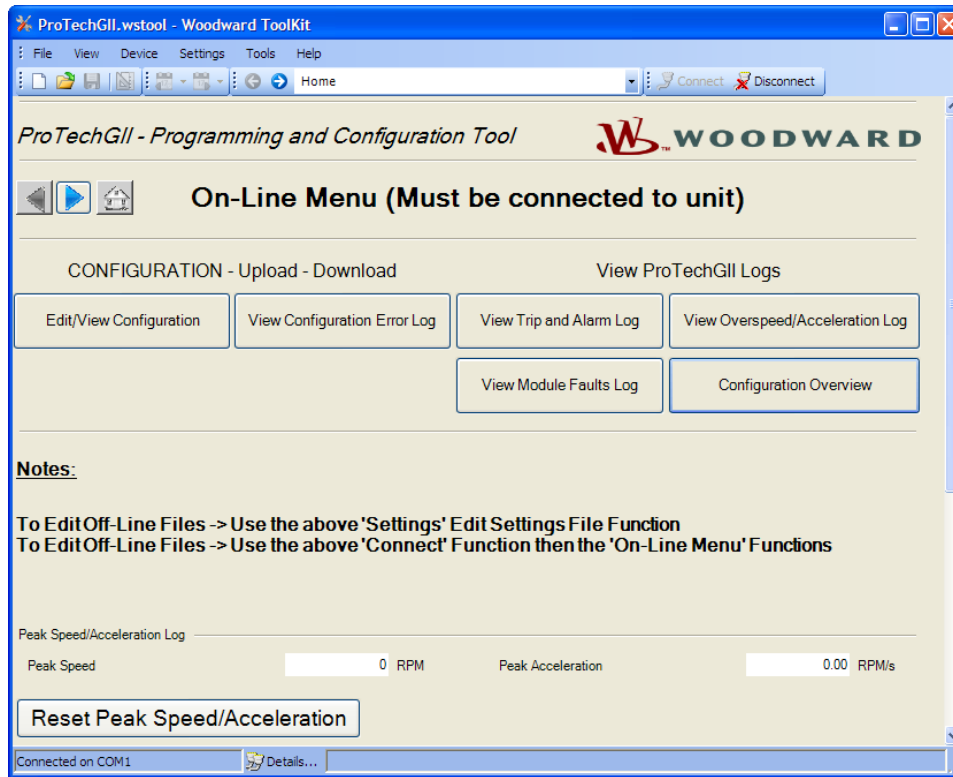 ProTechGII.wstool - Woodward ToolKit
File View Device Settings Tools Help
Home Connect Disconnect
ProTechGII - Programming and Configuration Tool
WOODWARD
On-Line Menu (Must be connected to unit)
CONFIGURATION - Upload - Download
View ProTechGII Logs
Edit/View Configuration
View Configuration Error Log
View Trip and Alarm Log
View Overspeed/Acceleration Log
View Module Faults Log
Configuration Overview
Notes:
To Edit Off-Line Files -> Use the above 'Settings' Edit Settings File Function
To Edit Off-Line Files -> Use the above 'Connect' Function then the 'On-Line Menu' Functions
Peak Speed/Acceleration Log
Peak Speed 0 RPM Peak Acceleration 0.00 RPM/s
Reset Peak Speed/Acceleration
Connected on COM1 Details...